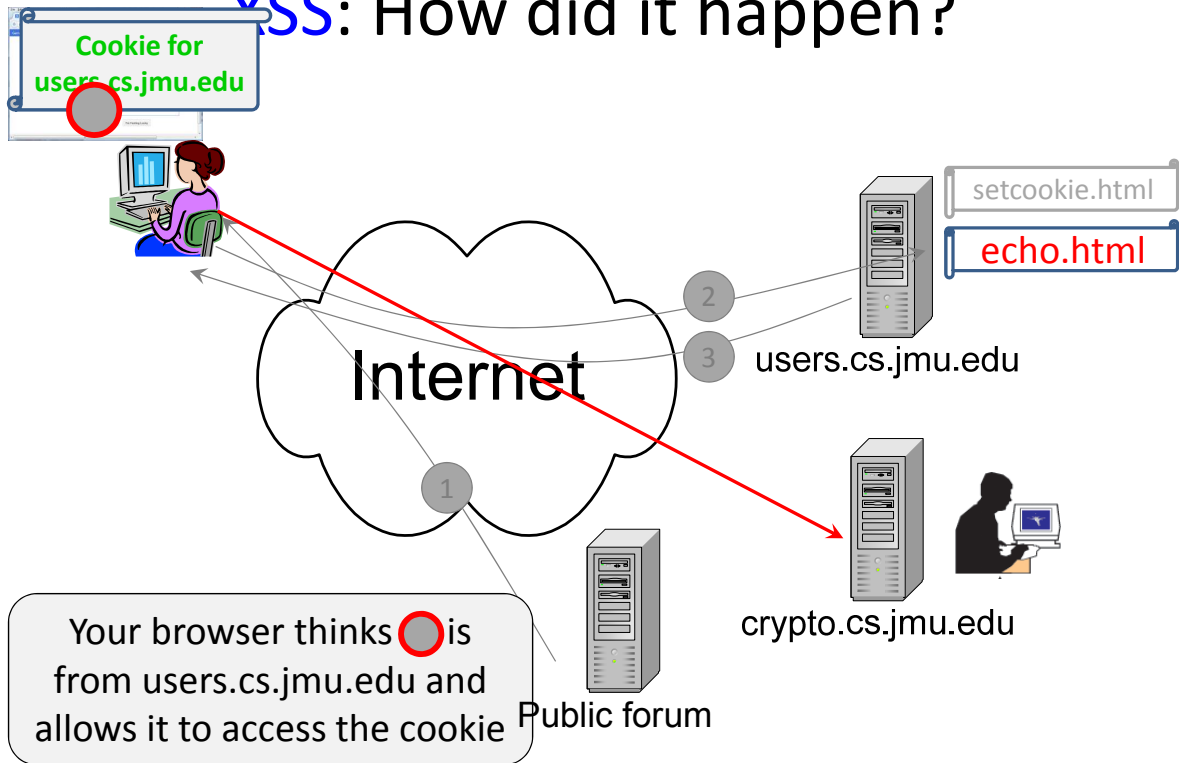 XSS: How did it happen?
Cookie for
users.cs.jmu.edu
setcookie.html
echo.html
2
3
users.cs.jmu.edu
Internet
1
crypto.cs.jmu.edu
Your browser thinks is
from users.cs.jmu.edu and
allows it to access the cookie
Public forum